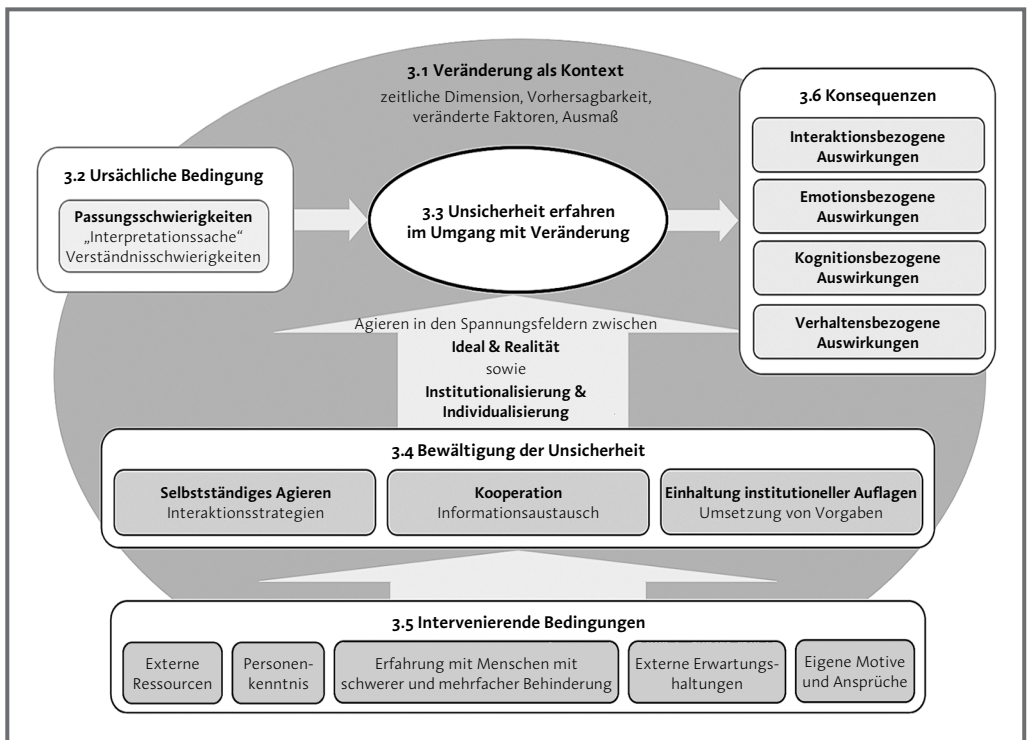 3.1 Veränderung als Kontext
zeitliche Dimension, Vorhersagbarkeit,
veränderte Faktoren, Ausmaß
3.2 Ursächliche Bedingung
Passungsschwierigkeiten
„Interpretationssache“
Verständnisschwierigkeiten
3.3 Unsicherheit erfahren
im Umgang mit Veränderung
3.6 Konsequenzen
Interaktionsbezogene
Auswirkungen
Emotionsbezogene
Auswirkungen
Kognitionsbezogene
Auswirkungen
Verhaltensbezogene
Auswirkungen
Agieren in den Spannungsfeldern zwischen
Ideal & Realität
sowie
Institutionalisierung &
Individualisierung
3.4 Bewältigung der Unsicherheit
Selbstständiges Agieren
Interaktionsstrategien
Kooperation
Informationsaustausch
Einhaltung institutioneller Auflagen
Umsetzung von Vorgaben
3.5 Intervenierende Bedingungen
Externe
Ressourcen
Personen-
kenntnis
Erfahrung mit Menschen mit
schwerer und mehrfacher Behinderung
Externe Erwartungs-
haltungen
Eigene Motive
und Ansprüche